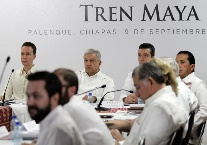 TREN MAYA
PALENQUE, CHIAPAS, 9 DE SEPTIEMBRE